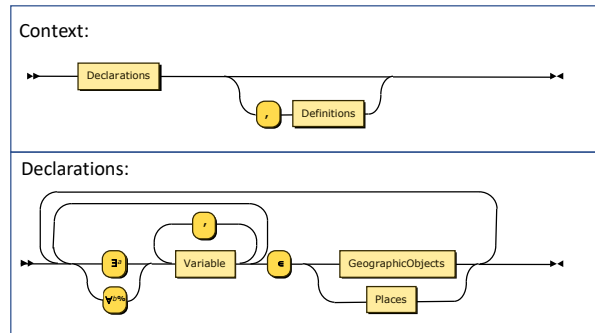 Context:
Declarations
, Definitions
Declarations:
,
∃ᵃ Variable ∈ GeographicObjects
∀ᵇ% Places